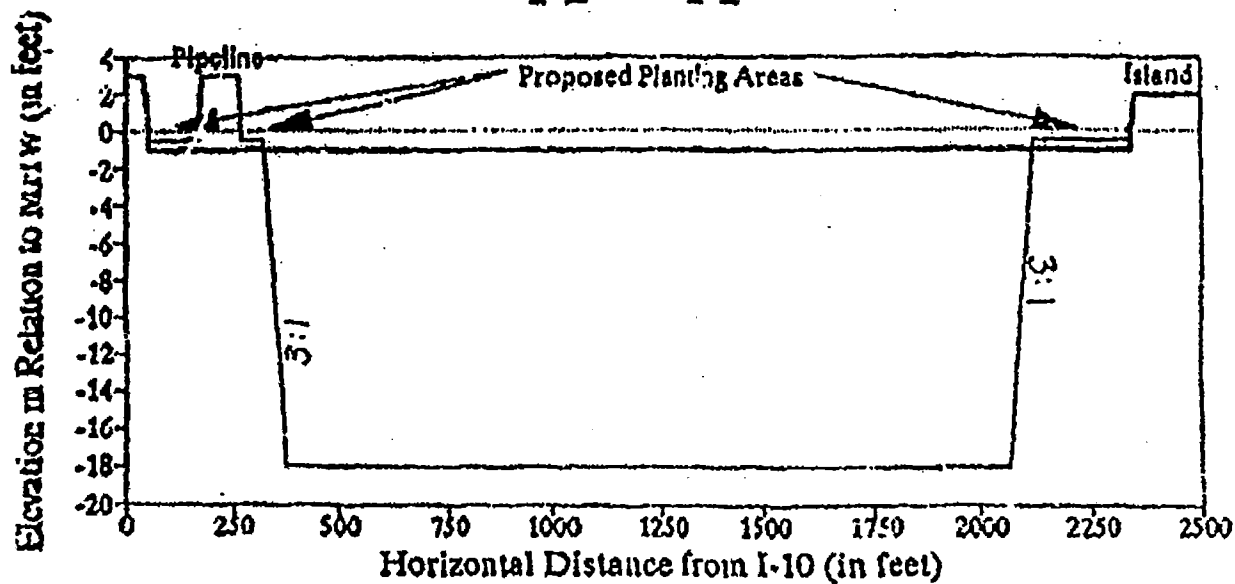 Elevation in Relation to MHW (in feet)
Pipeline
Proposed Planting Areas
Island
4
2
0
-2
-4
-6
-8
-10
-12
-14
-16
-18
-20
3:1
3:1
0 250 500 750 1000 1250 1500 1750 2000 2250 2500
Horizontal Distance from I-10 (in feet)